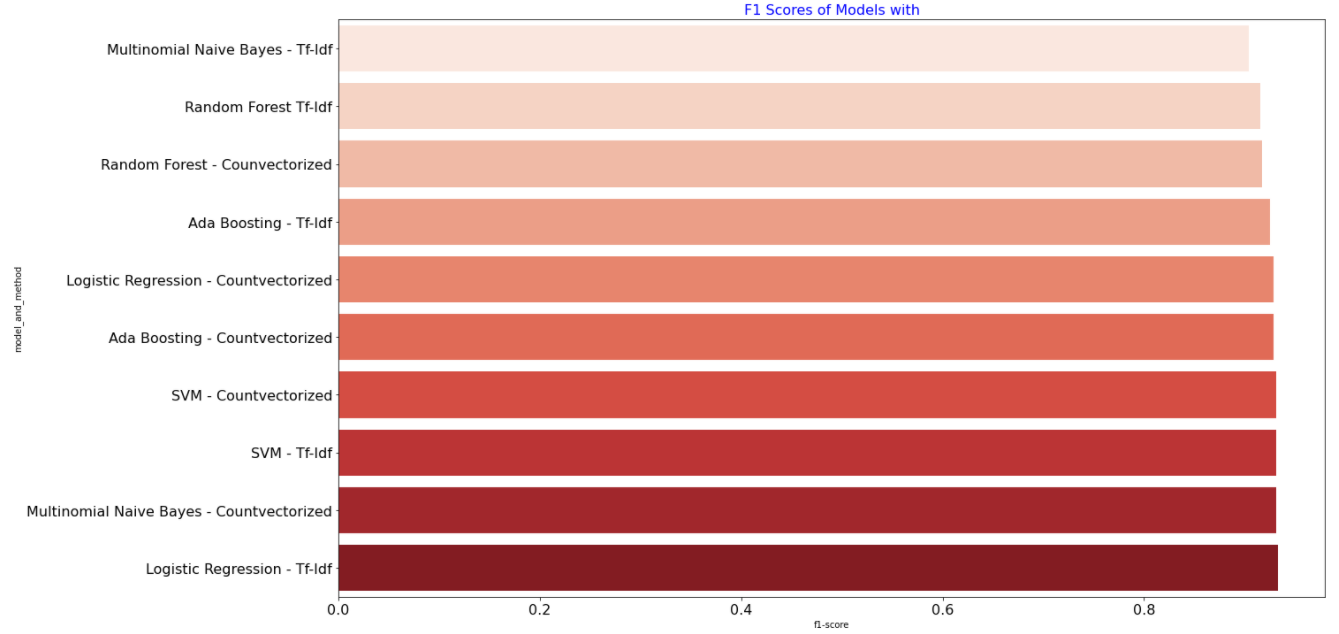 F1 Scores of Models with
Multinomial Naive Bayes - Tf-Idf
Random Forest Tf-Idf
Random Forest - Counvectorized
Ada Boosting - Tf-Idf
Logistic Regression - Countvectorized
Ada Boosting - Countvectorized
SVM - Countvectorized
SVM - Tf-Idf
Multinomial Naive Bayes - Countvectorized
Logistic Regression - Tf-Idf
model_and_method
0.0 0.2 0.4 0.6 0.8
f1-score